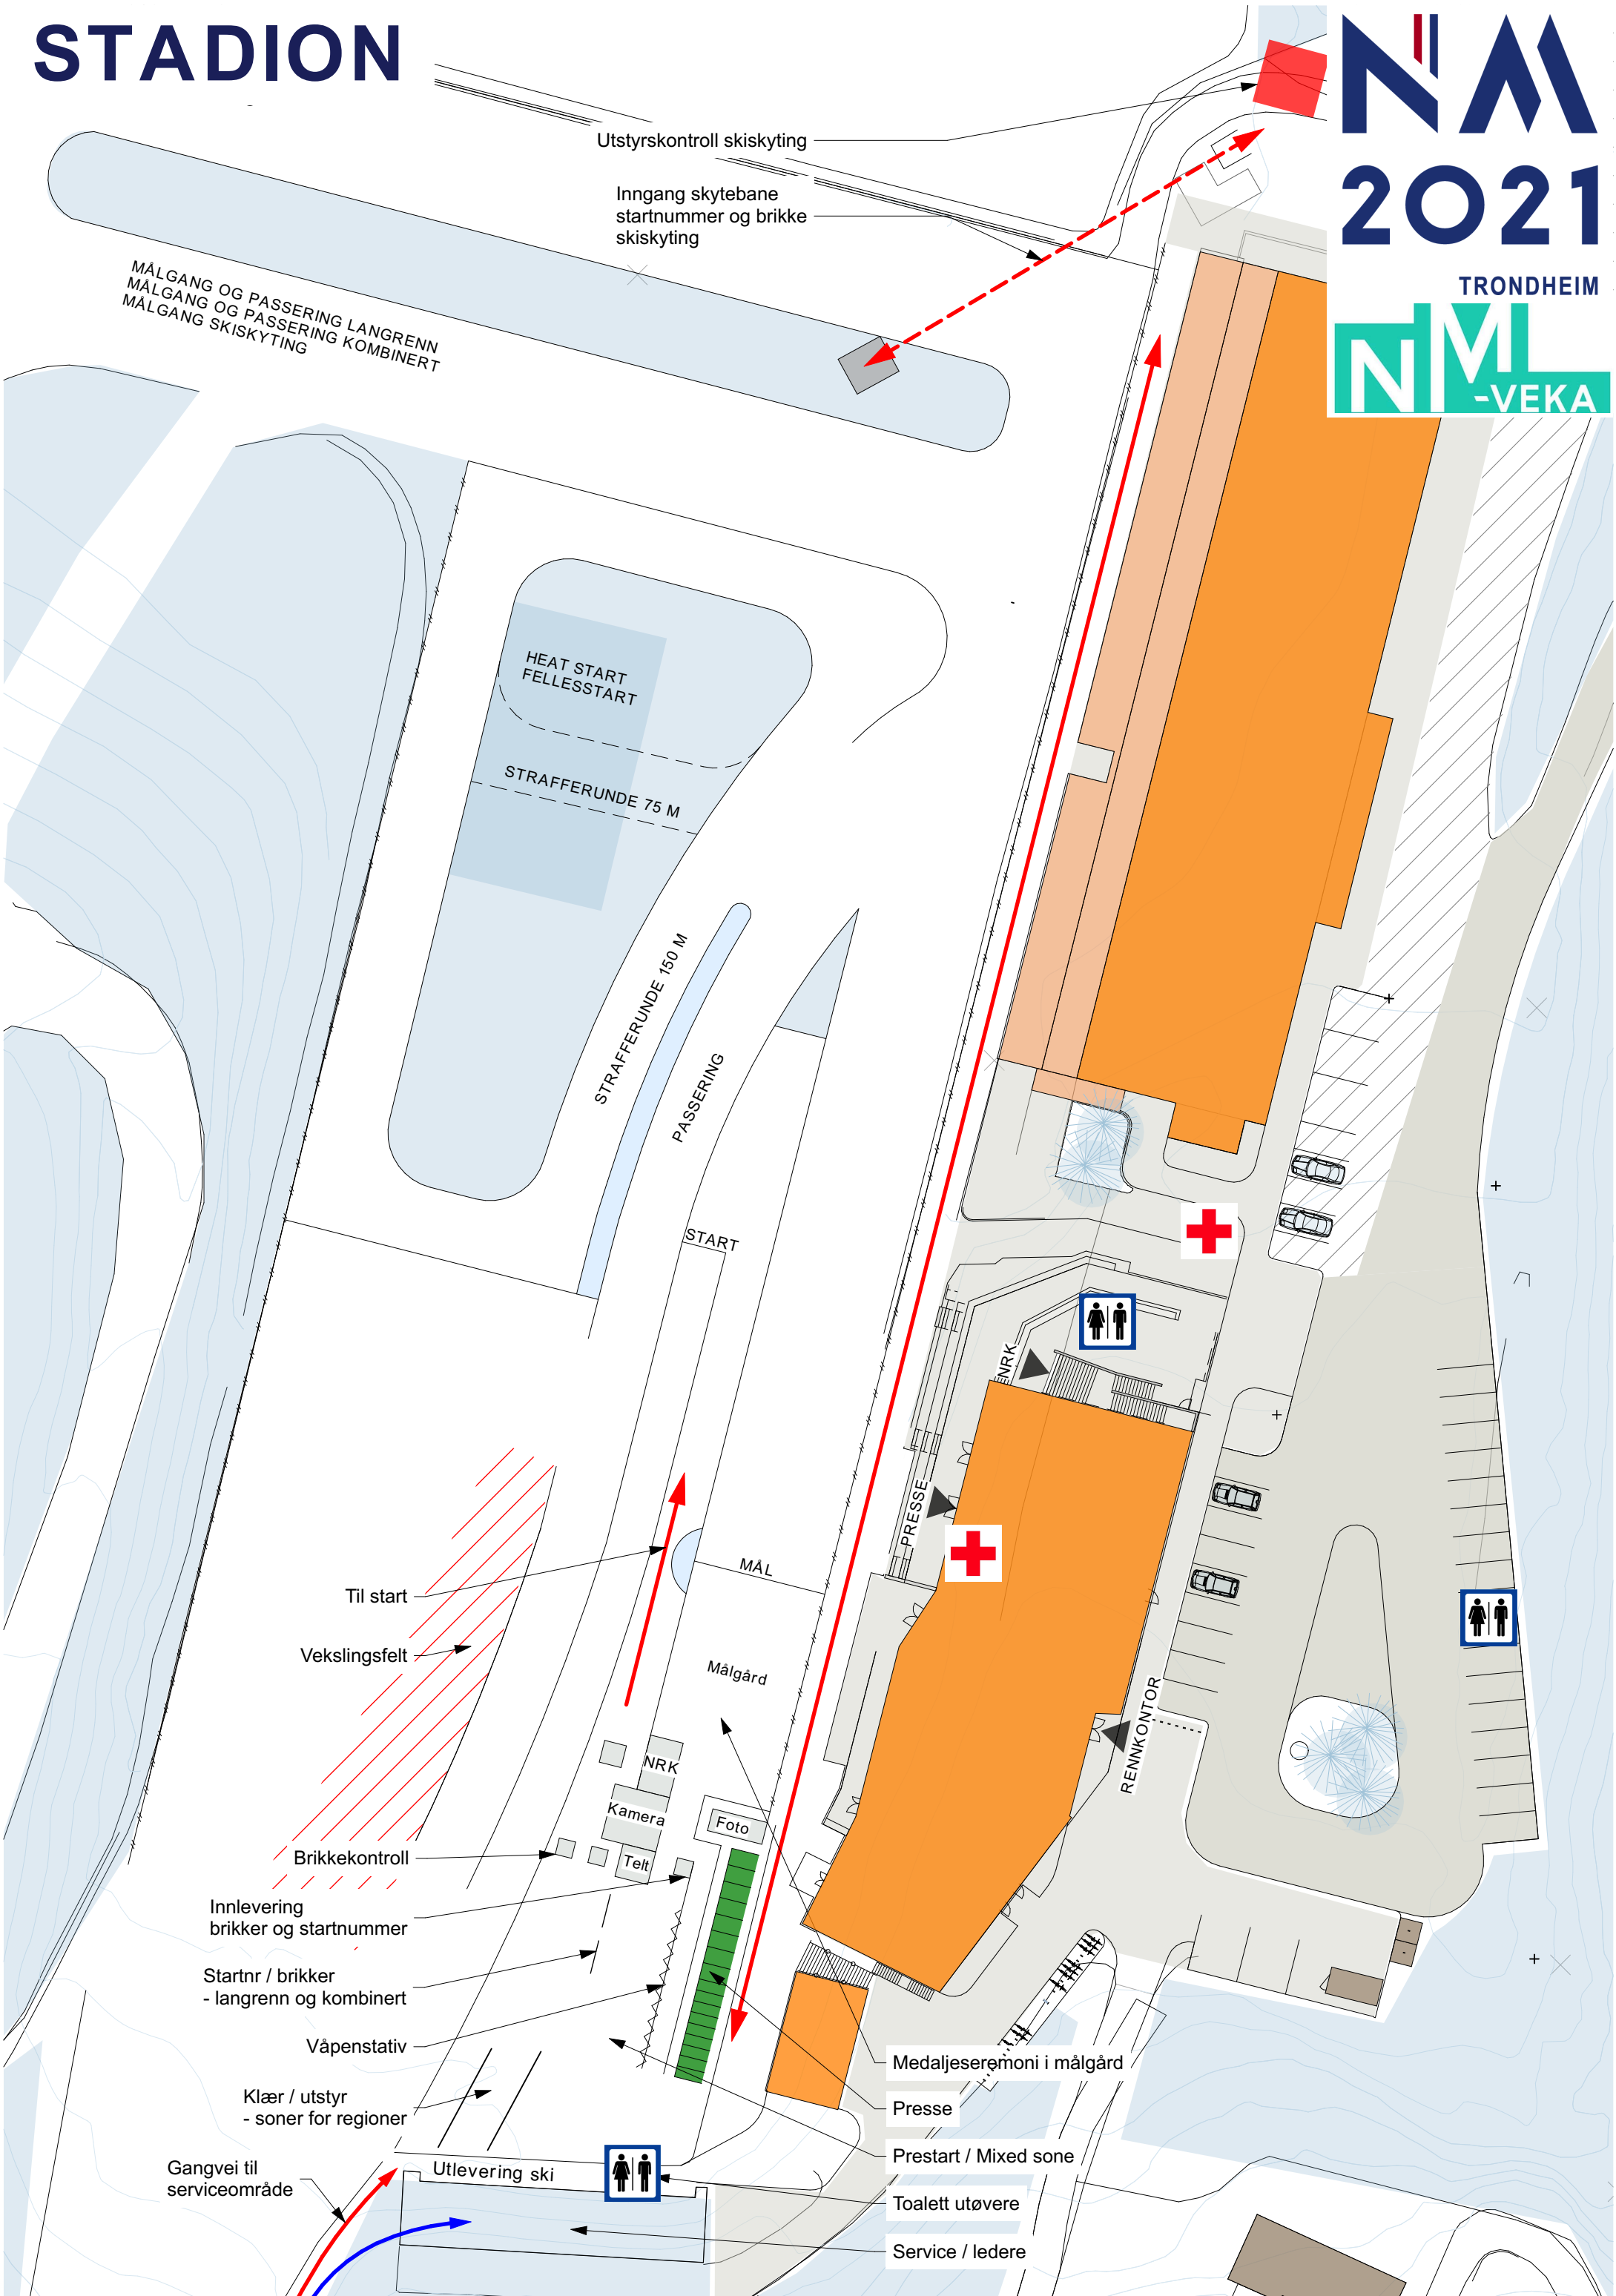 STADION
NM
2021
TRONDHEIM
NM
-VEKA
Utstyrskontroll skiskyting
Inngang skytebane
startnummer og brikke
skiskyting
MÅLGANG OG PASSERING LANGRENN
MÅLGANG OG PASSERING KOMBINERT
MÅLGANG SKISKYTING
HEAT START
FELLESSTART
STRAFFERUNDE 75 M
STRAFFERUNDE 150 M
PASSERING
START
NRK
PRESSE
MÅL
Til start
Vekslingsfelt
Målgård
RENNKONTOR
NRK
Kamera
Foto
Telt
Brikkekontroll
Innlevering
brikker og startnummer
Startnr / brikker
- langrenn og kombinert
Våpenstativ
Klær / utstyr
- soner for regioner
Gangvei til
serviceområde
Utlevering ski
Medaljeseremoni i målgård
Presse
Prestart / Mixed sone
Toalett utøvere
Service / ledere